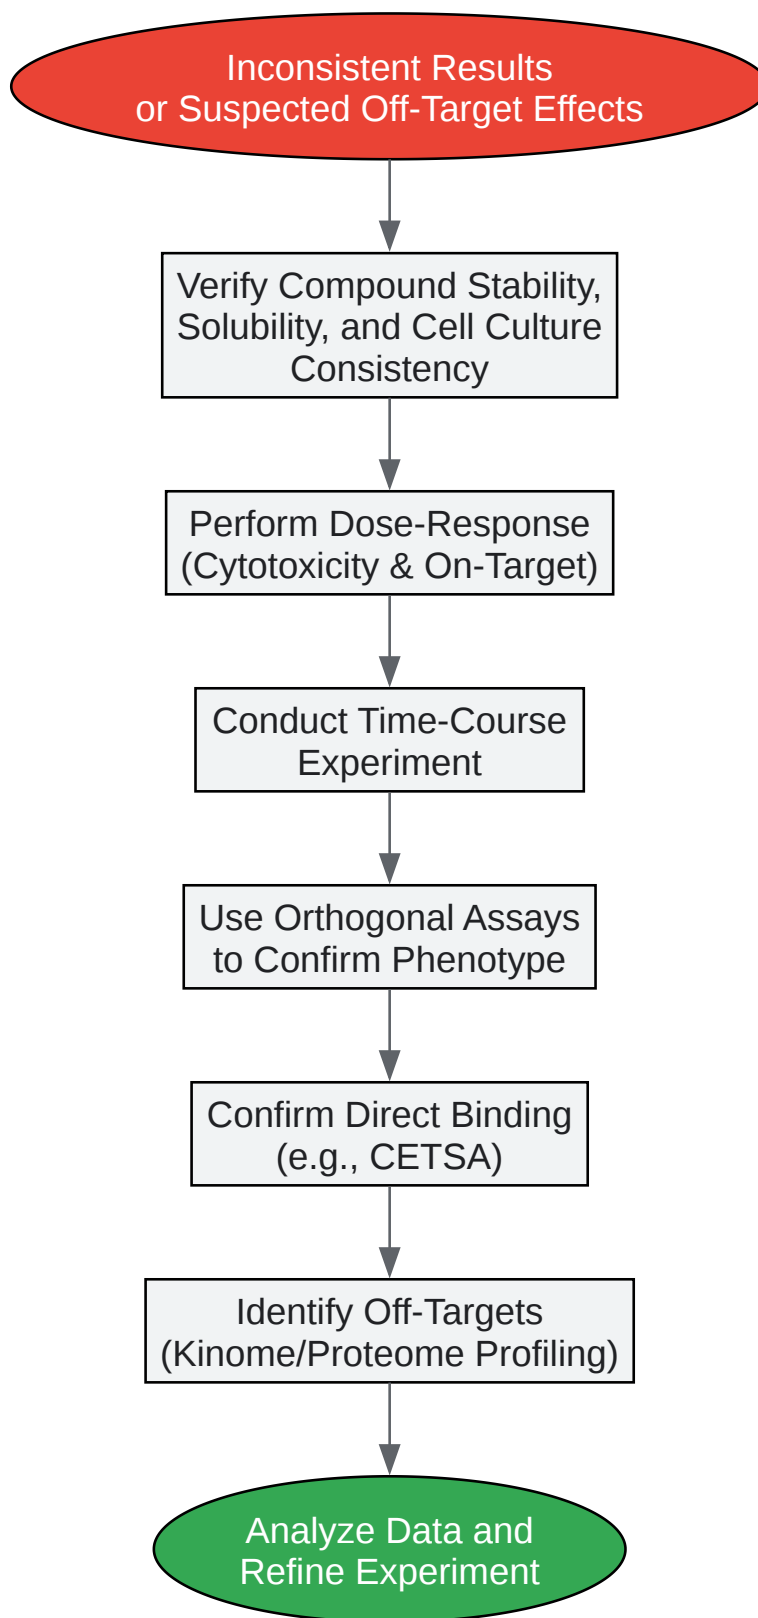 Inconsistent Results
or Suspected Off-Target Effects
Verify Compound Stability,
Solubility, and Cell Culture
Consistency
Perform Dose-Response
(Cytotoxicity & On-Target)
Conduct Time-Course
Experiment
Use Orthogonal Assays
to Confirm Phenotype
Confirm Direct Binding
(e.g., CETSA)
Identify Off-Targets
(Kinome/Proteome Profiling)
Analyze Data and
Refine Experiment